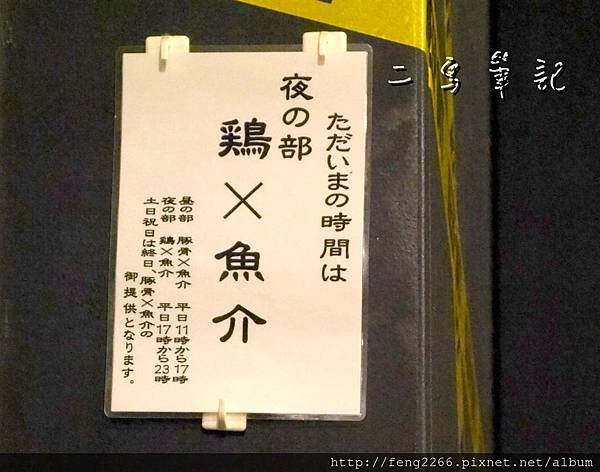 二鳥筆記
ただいまの時間は
夜の部
鶏×魚介
昼の部 豚骨×魚介 平日11時から17時
夜の部 鶏×魚介 平日17時から23時
土日祝日は終日、豚骨×魚介の
御提供となります。
http://feng2266.pixnet.net/album